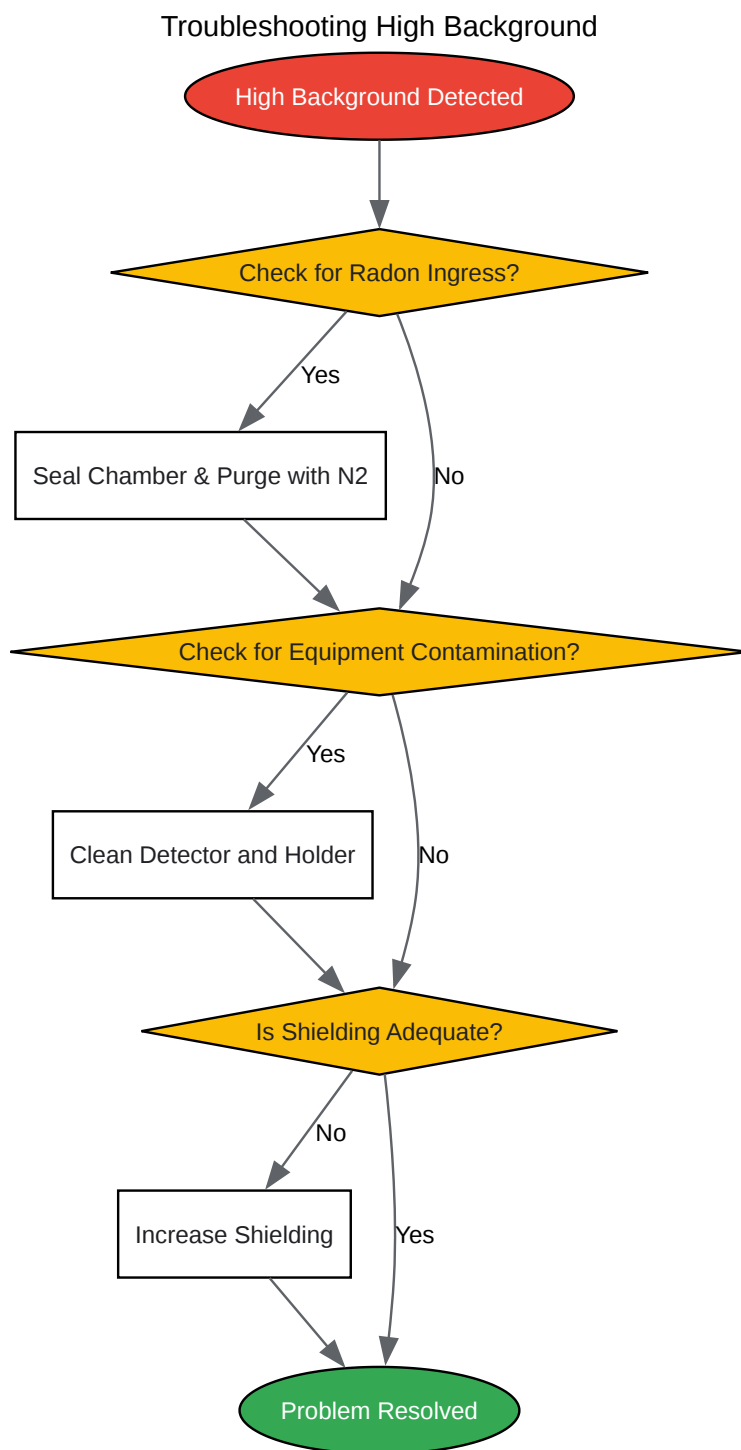 Troubleshooting High Background
High Background Detected
Check for Radon Ingress?
Yes
Seal Chamber & Purge with N2
No
Check for Equipment Contamination?
Yes
Clean Detector and Holder
No
Is Shielding Adequate?
No
Increase Shielding
Yes
Problem Resolved